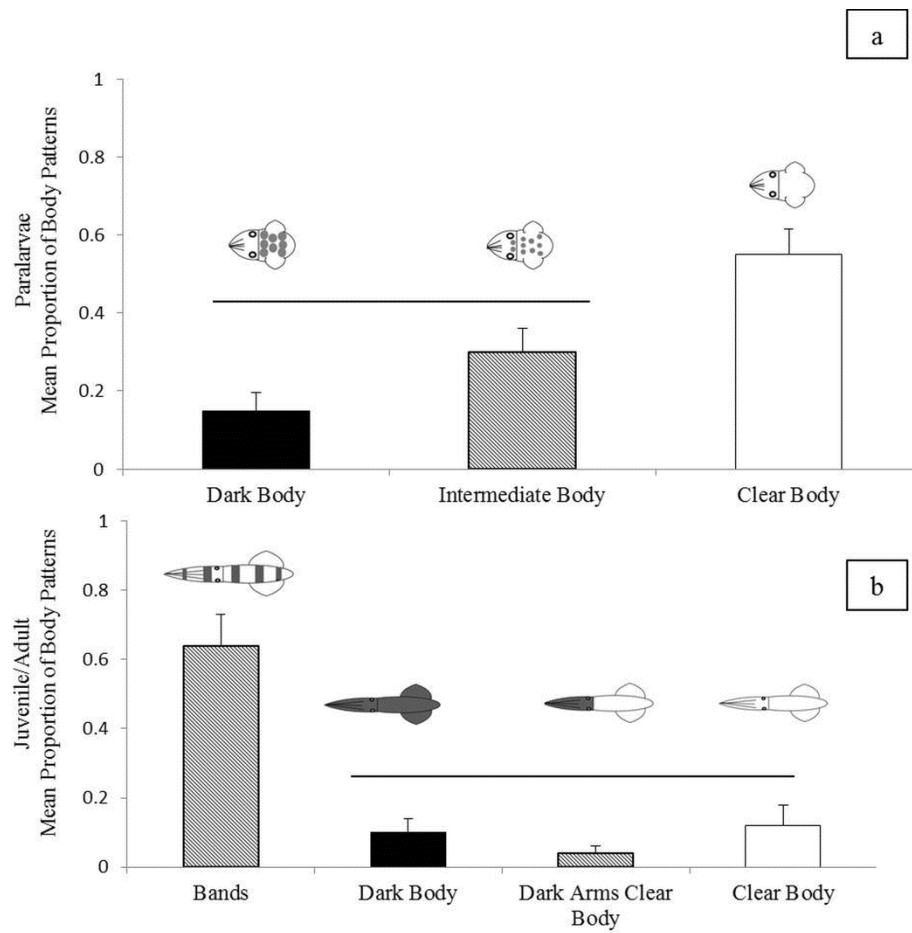 a
Paralarvae
Mean Proportion of Body Patterns
1
0.8
0.6
0.4
0.2
0
Dark Body
Intermediate Body
Clear Body
b
Juvenile/Adult
Mean Proportion of Body Patterns
1
0.8
0.6
0.4
0.2
0
Bands
Dark Body
Dark Arms Clear
Body
Clear Body